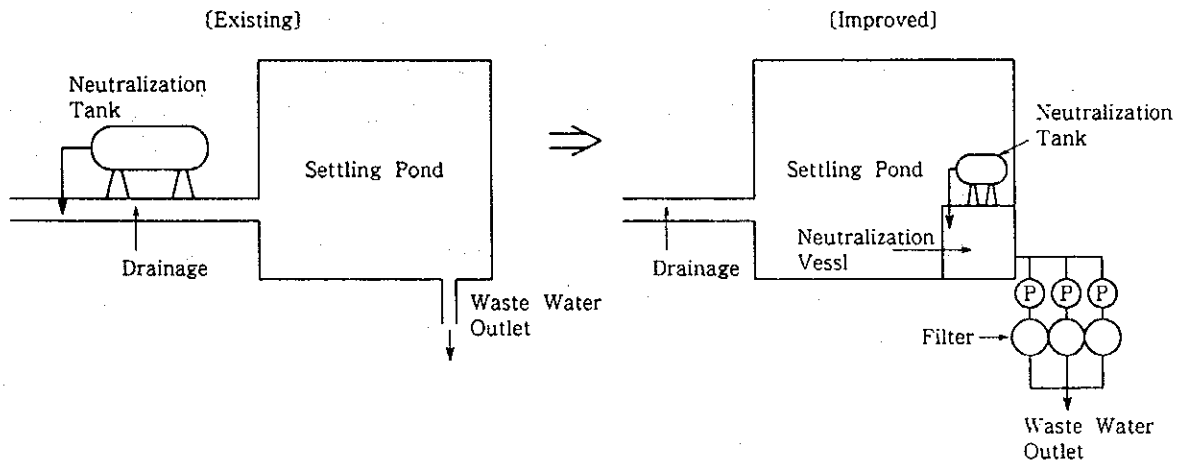 [Existing]
Neutralization
Tank
Settling Pond
Drainage
Waste Water
Outlet
[Improved]
Neutralization
Tank
Settling Pond
Neutralization
Vessl
Drainage
P P P
Filter
Waste Water
Outlet